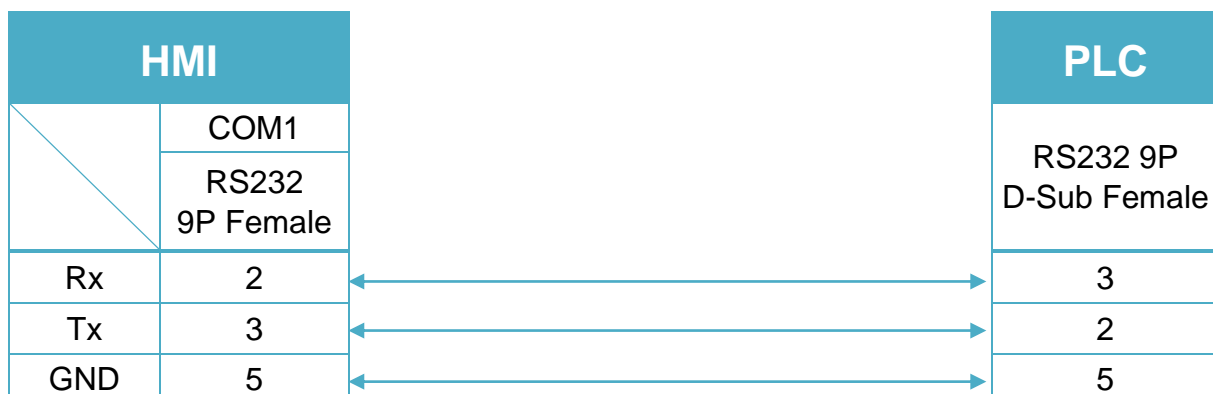 HMI
PLC
COM1
RS232
9P Female
RS232 9P
D-Sub Female
Rx 2 3
Tx 3 2
GND 5 5